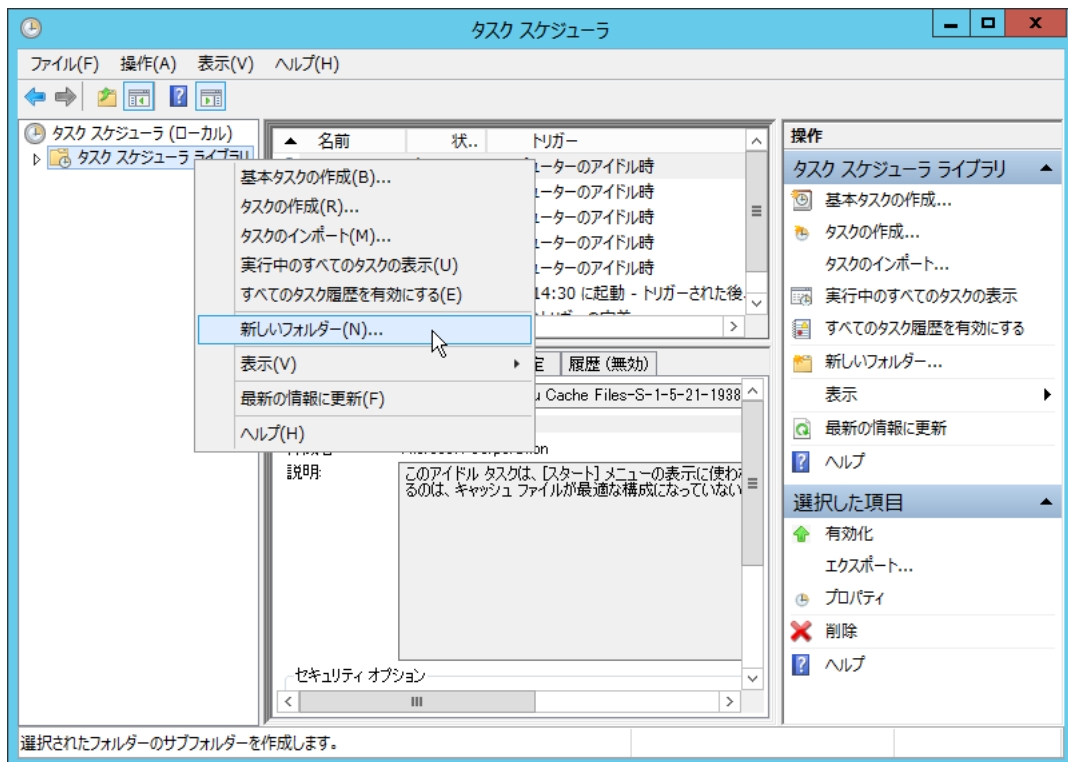 タスク スケジューラ
ファイル(F) 操作(A) 表示(V) ヘルプ(H)
タスク スケジューラ (ローカル)
タスク スケジューラ ライブラリ
基本タスクの作成(B)...
タスクの作成(R)...
タスクのインポート(M)...
実行中のすべてのタスクの表示(U)
すべてのタスク履歴を有効にする(E)
新しいフォルダー(N)...
表示(V)
最新の情報に更新(F)
ヘルプ(H)
名前 状.. トリガー
ューターのアイドル時
ューターのアイドル時
ューターのアイドル時
ューターのアイドル時
ューターのアイドル時
14:30 に起動 - トリガーされた後、
履歴 (無効)
u Cache Files-S-1-5-21-1938
説明:
このアイドル タスクは、[スタート] メニューの表示に使わ
るのは、キャッシュ ファイルが最適な構成になっていない
セキュリティ オプション
操作
タスク スケジューラ ライブラリ
基本タスクの作成...
タスクの作成...
タスクのインポート...
実行中のすべてのタスクの表示
すべてのタスク履歴を有効にする
新しいフォルダー...
表示
最新の情報に更新
ヘルプ
選択した項目
有効化
エクスポート...
プロパティ
削除
ヘルプ
選択されたフォルダーのサブフォルダーを作成します。